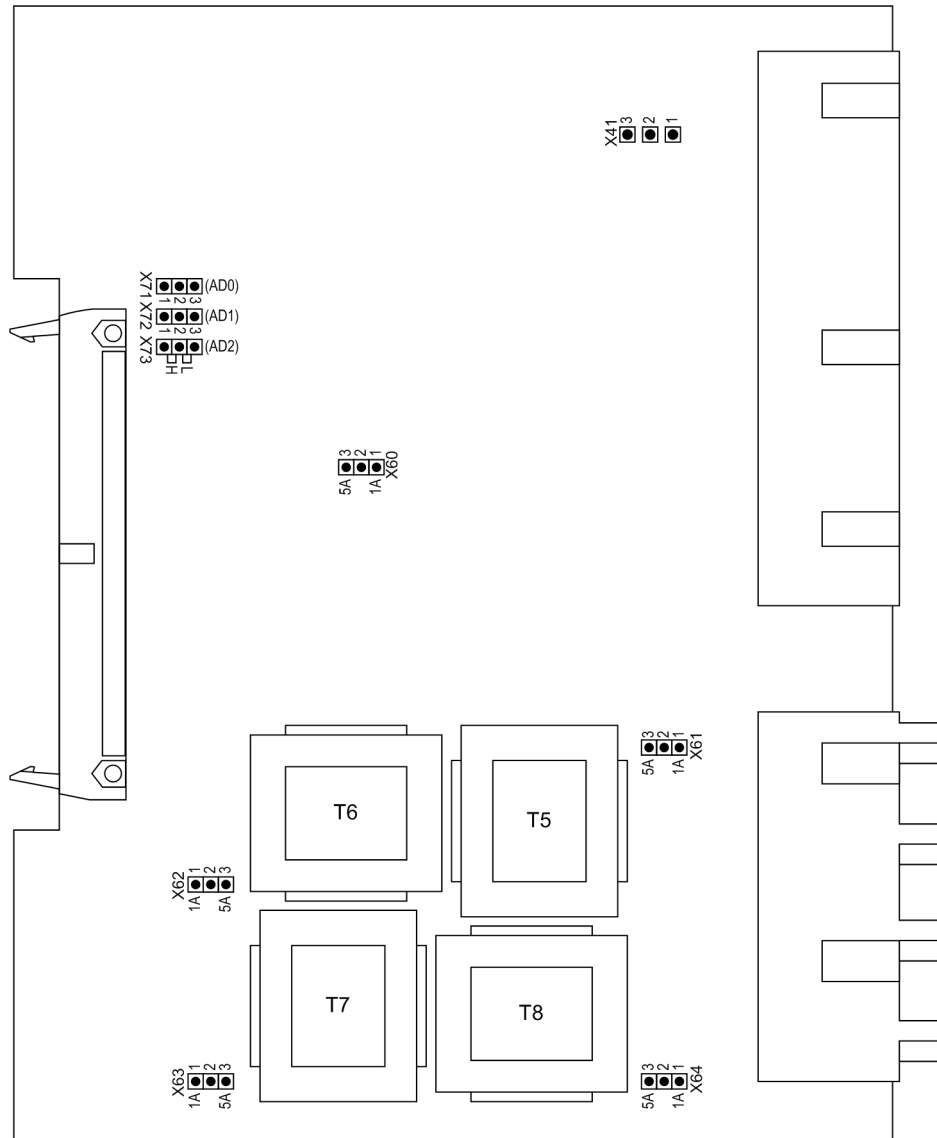 X41 3 2 1
X71 1 2 3 (AD0)
X72 1 2 3 (AD1)
X73 (AD2)
H L
3 2 1
5A 1A X60
3 2 1
5A 1A X61
T6
T5
X62 1 2 3
1A 5A
T7
T8
X63 1 2 3
1A 5A
3 2 1
5A 1A X64